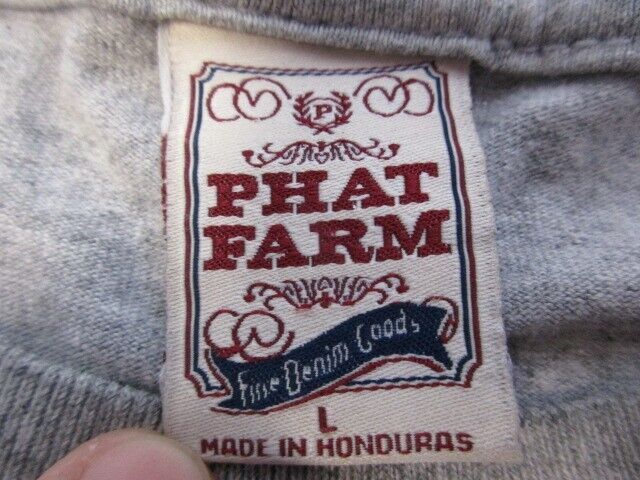 P
PHAT
FARM
Fine Denim Goods
L
MADE IN HONDURAS